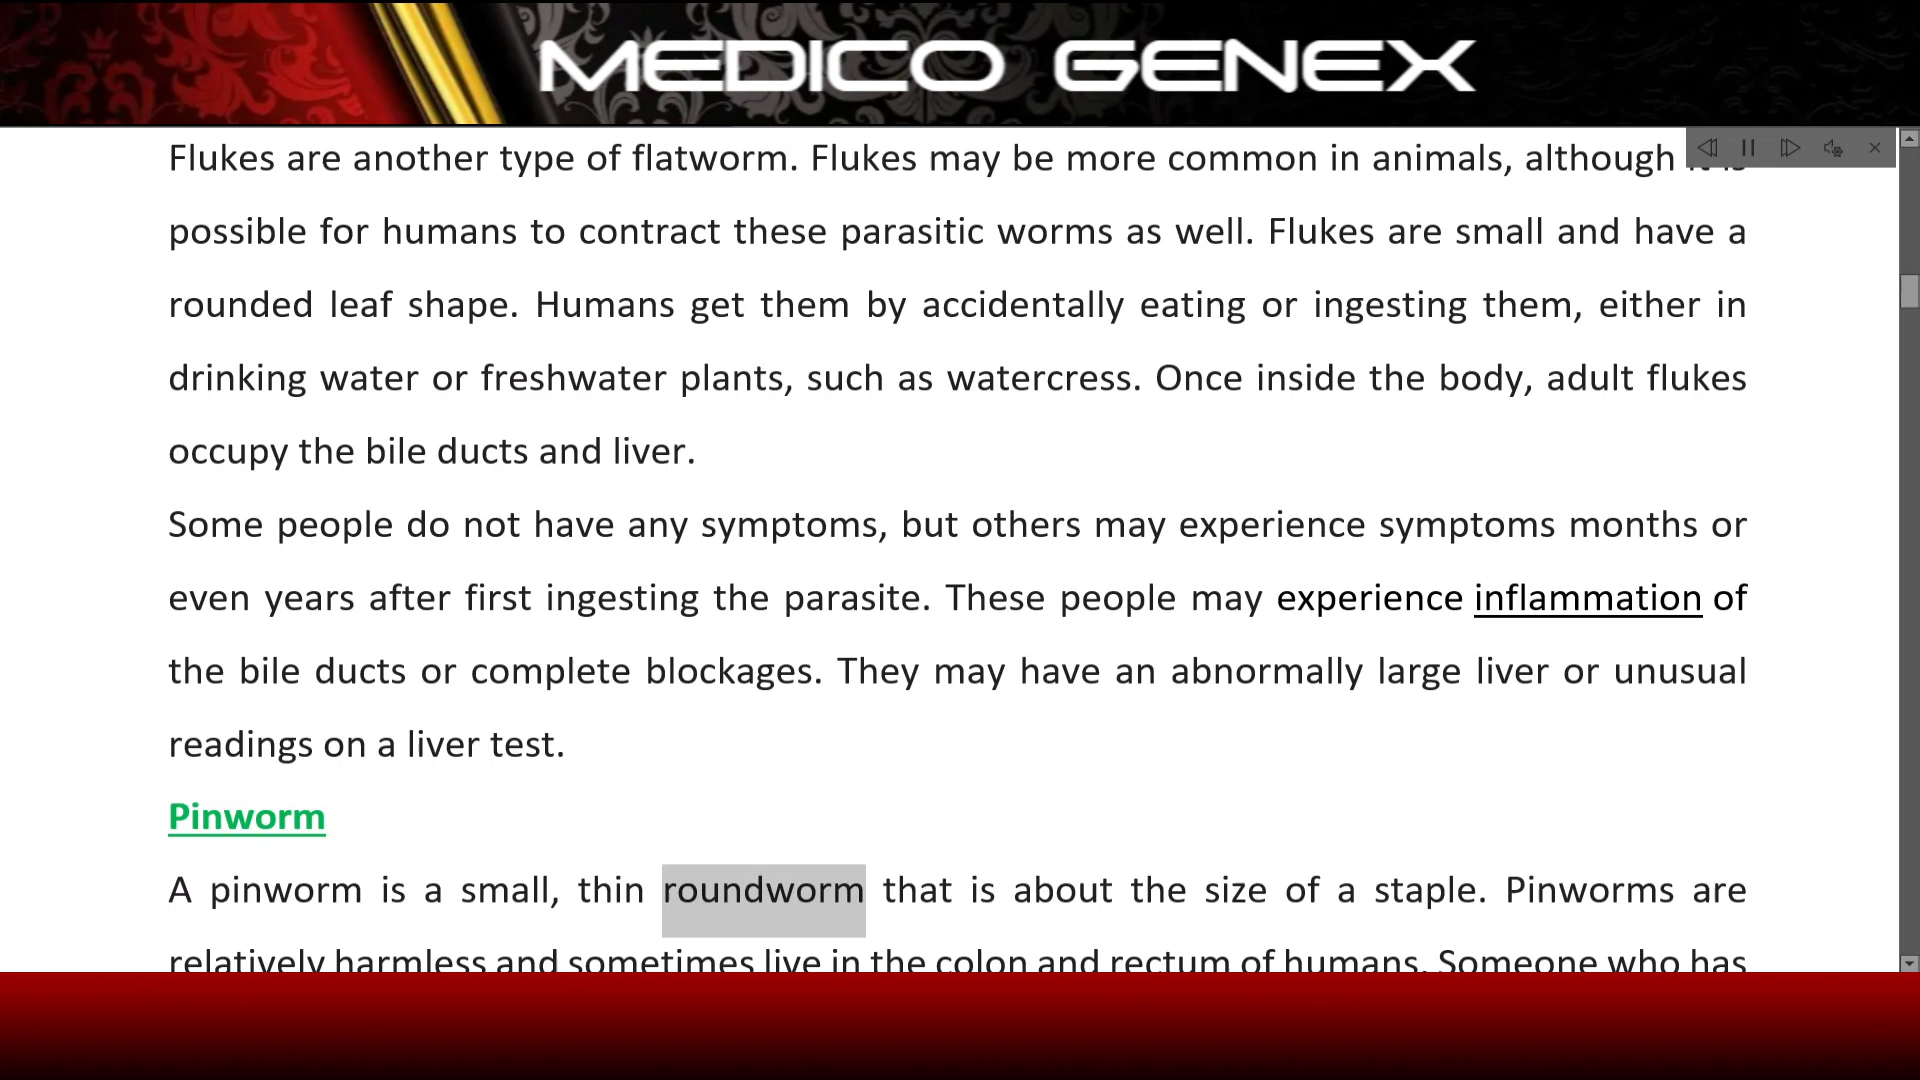 MEDICO GENEX
Flukes are another type of flatworm. Flukes may be more common in animals, although it is
possible for humans to contract these parasitic worms as well. Flukes are small and have a
rounded leaf shape. Humans get them by accidentally eating or ingesting them, either in
drinking water or freshwater plants, such as watercress. Once inside the body, adult flukes
occupy the bile ducts and liver.
Some people do not have any symptoms, but others may experience symptoms months or
even years after first ingesting the parasite. These people may experience inflammation of
the bile ducts or complete blockages. They may have an abnormally large liver or unusual
readings on a liver test.
Pinworm
A pinworm is a small, thin roundworm that is about the size of a staple. Pinworms are
relatively harmless and sometimes live in the colon and rectum of humans. Someone who has